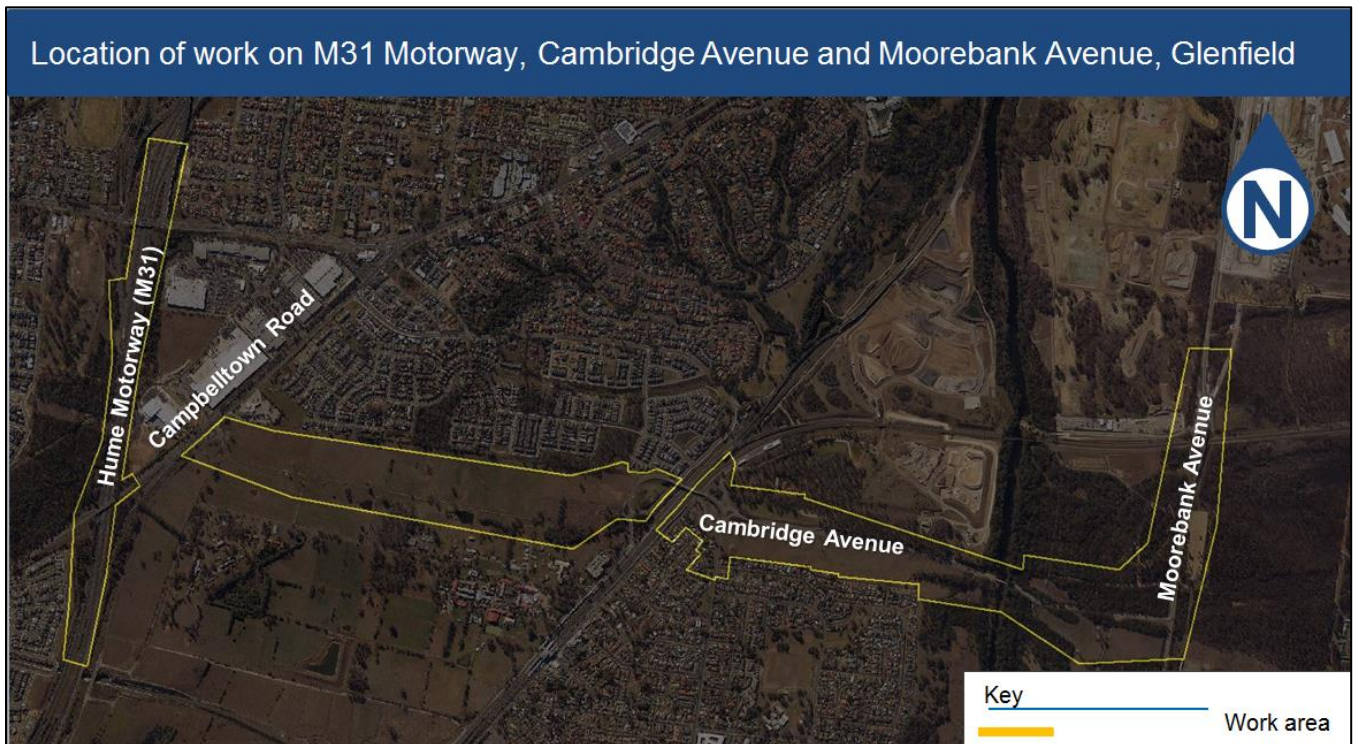 Location of work on M31 Motorway, Cambridge Avenue and Moorebank Avenue, Glenfield
N
Hume Motorway (M31)
Campbelltown Road
Cambridge Avenue
Moorebank Avenue
Key
Work area